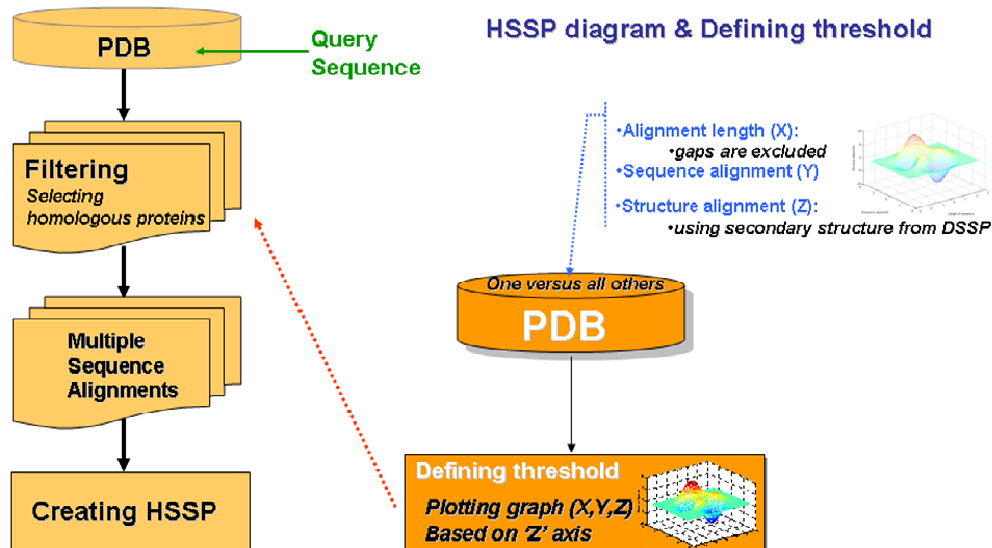 HSSP diagram & Defining threshold
PDB
Query
Sequence
Filtering
Selecting
homologous proteins
Multiple
Sequence
Alignments
Creating HSSP
•Alignment length (X):
•gaps are excluded
•Sequence alignment (Y)
•Structure alignment (Z):
•using secondary structure from DSSP
One versus all others
PDB
Defining threshold
Plotting graph (X,Y,Z)
Based on ‘Z’ axis